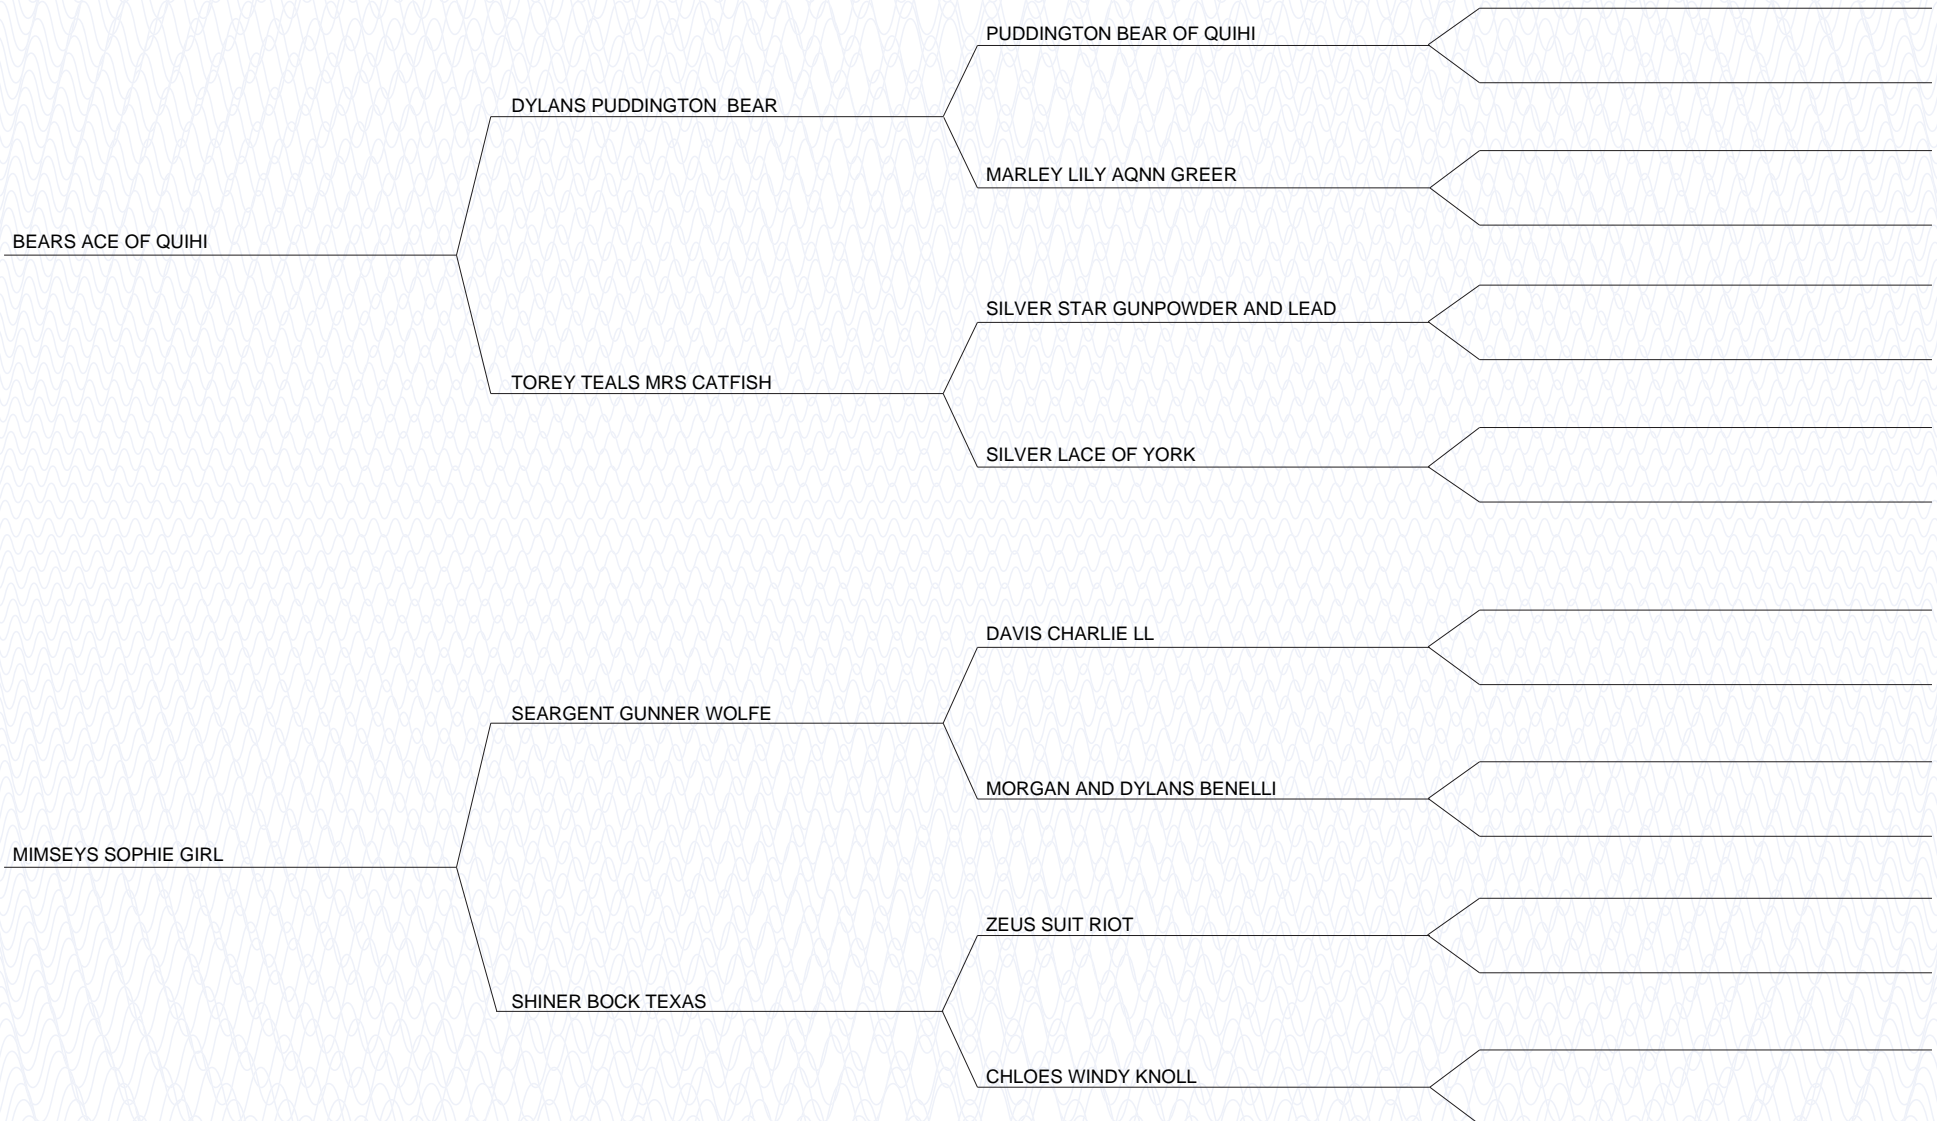 PUDDINGTON BEAR OF QUIHI
DYLANS PUDDINGTON  BEAR
MARLEY LILY AQNN GREER
BEARS ACE OF QUIHI
SILVER STAR GUNPOWDER AND LEAD
TOREY TEALS MRS CATFISH
SILVER LACE OF YORK
DAVIS CHARLIE LL
SEARGENT GUNNER WOLFE
MORGAN AND DYLANS BENELLI
MIMSEYS SOPHIE GIRL
ZEUS SUIT RIOT
SHINER BOCK TEXAS
CHLOES WINDY KNOLL